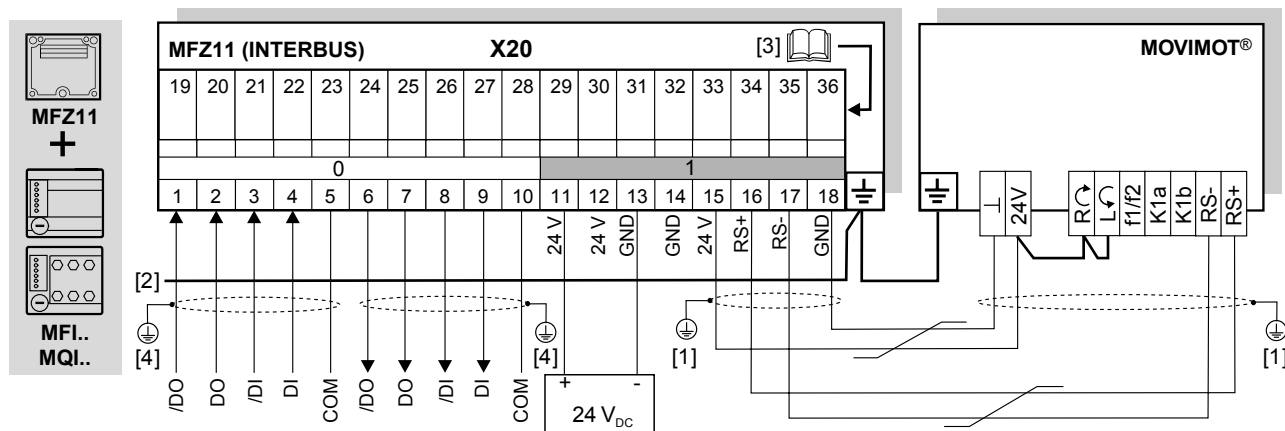 MFZ11 (INTERBUS) X20 [3]
MOVIMOT®
19 20 21 22 23 24 25 26 27 28 29 30 31 32 33 34 35 36
MFZ11
+
0 1
1 2 3 4 5 6 7 8 9 10 11 12 13 14 15 16 17 18
24 V 24 V GND GND 24 V RS+ RS- GND
⊥ 24V R L f1/f2 K1a K1b RS- RS+
[2]
[4] [4] [1] [1]
MFI..
MQI..
/DO DO /DI DI COM /DO DO /DI DI COM
+ -
24 VDC